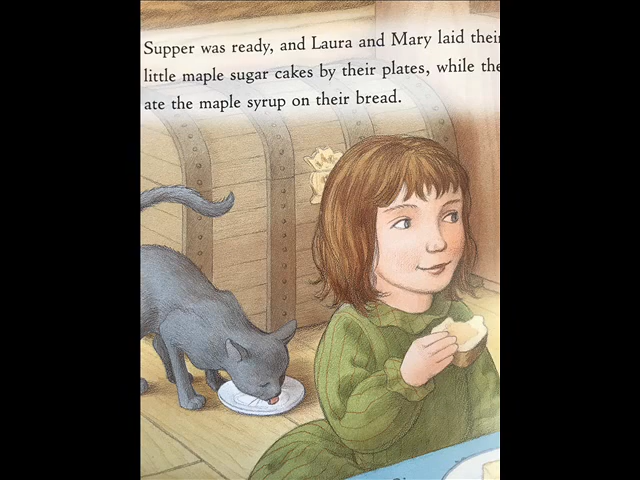 Supper was ready, and Laura and Mary laid their
little maple sugar cakes by their plates, while the
ate the maple syrup on their bread.